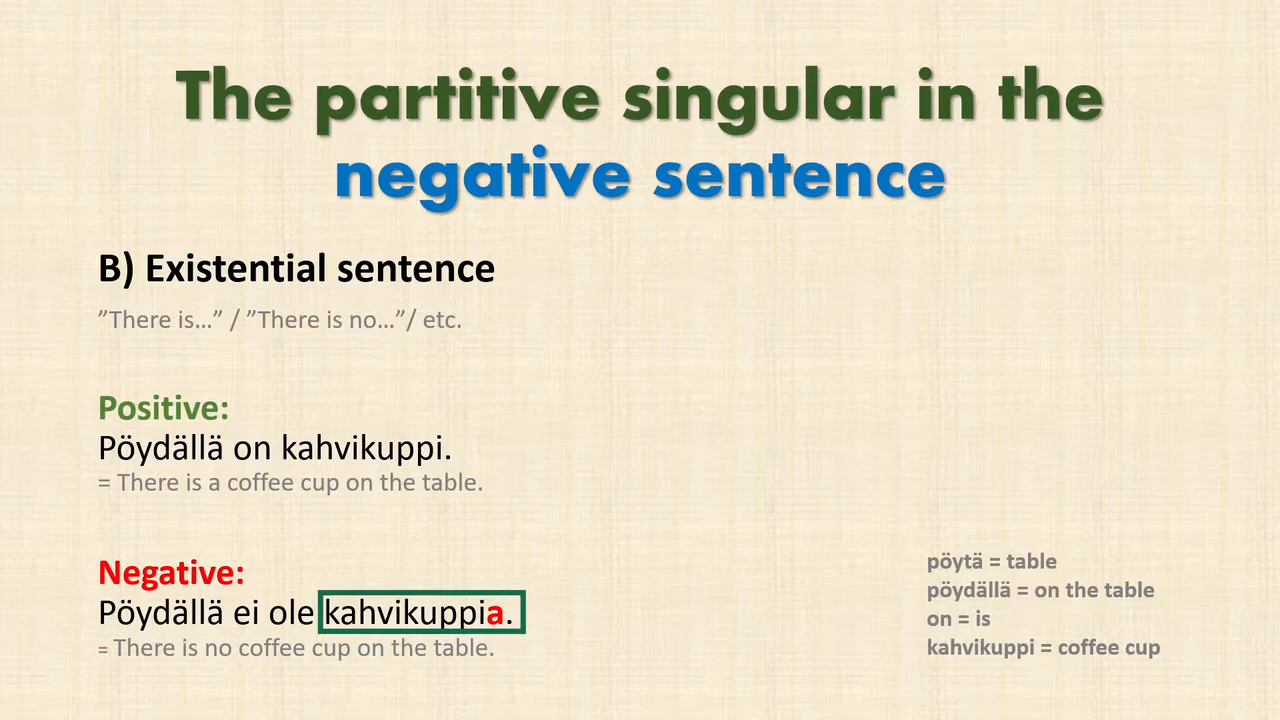 The partitive singular in the
negative sentence
B) Existential sentence
”There is...” / ”There is no...”/ etc.
Positive:
Pöydällä on kahvikuppi.
= There is a coffee cup on the table.
Negative:
Pöydällä ei ole kahvikuppia.
= There is no coffee cup on the table.
pöytä = table
pöydällä = on the table
on = is
kahvikuppi = coffee cup